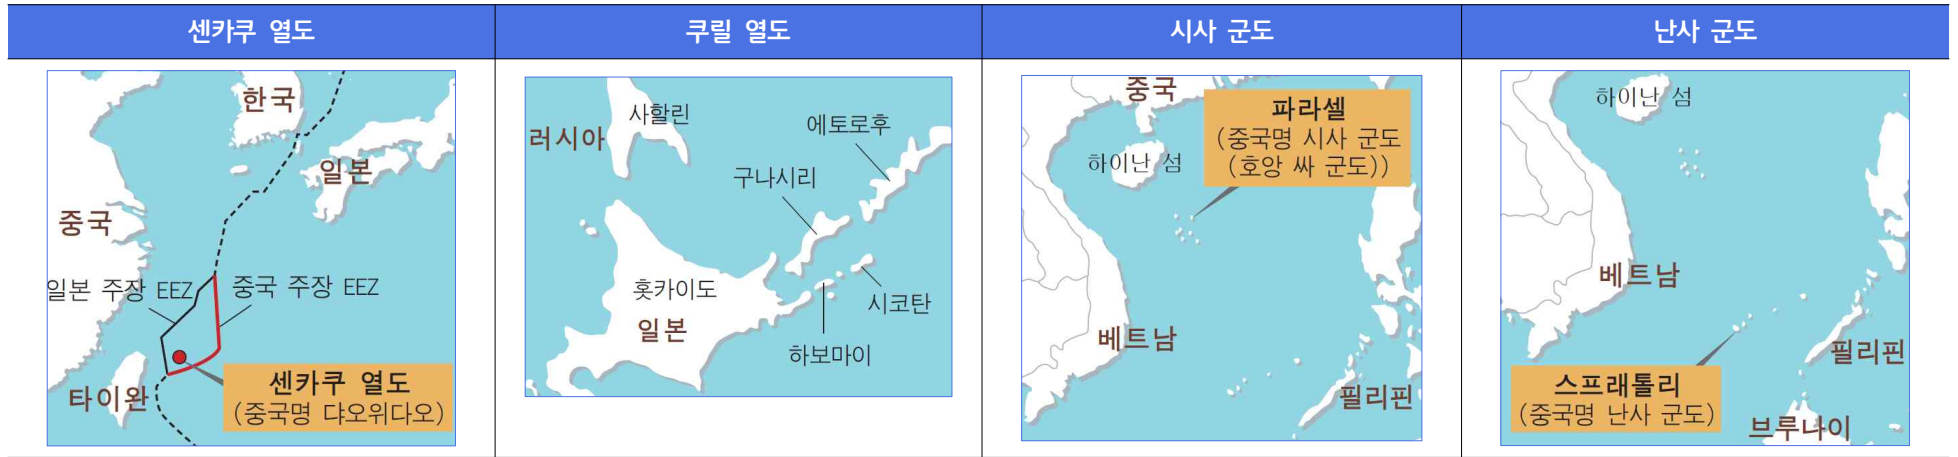 센카쿠 열도
쿠릴 열도
시사 군도
난사 군도
한국
일본
중국
일본 주장 EEZ
중국 주장 EEZ
타이완
센카쿠 열도
(중국명 댜오위다오)
사할린
러시아
에토로후
구나시리
홋카이도
일본
시코탄
하보마이
중국
파라셀
(중국명 시사 군도
(호앙 싸 군도))
하이난 섬
베트남
필리핀
하이난 섬
베트남
필리핀
스프래톨리
(중국명 난사 군도)
브루나이